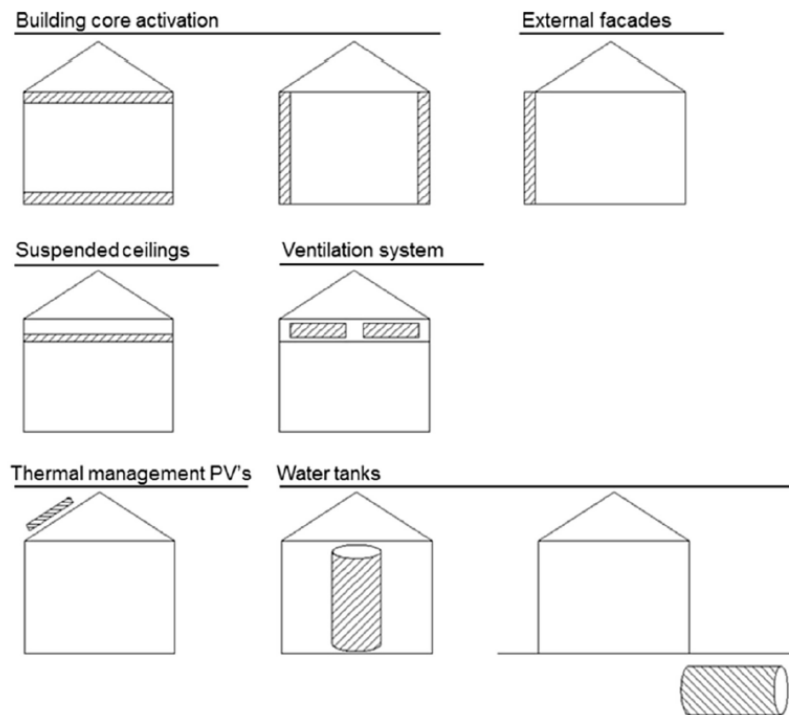 Building core activation
External facades
Suspended ceilings
Ventilation system
Thermal management PV's
Water tanks